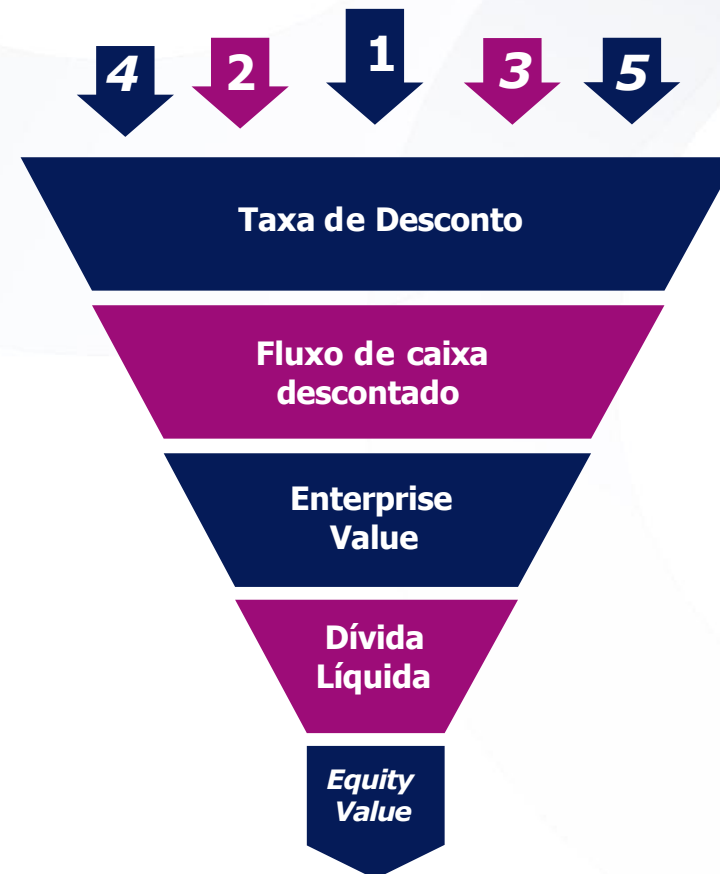 4 2 1 3 5
Taxa de Desconto
Fluxo de caixa
descontado
Enterprise
Value
Dívida
Líquida
Equity
Value